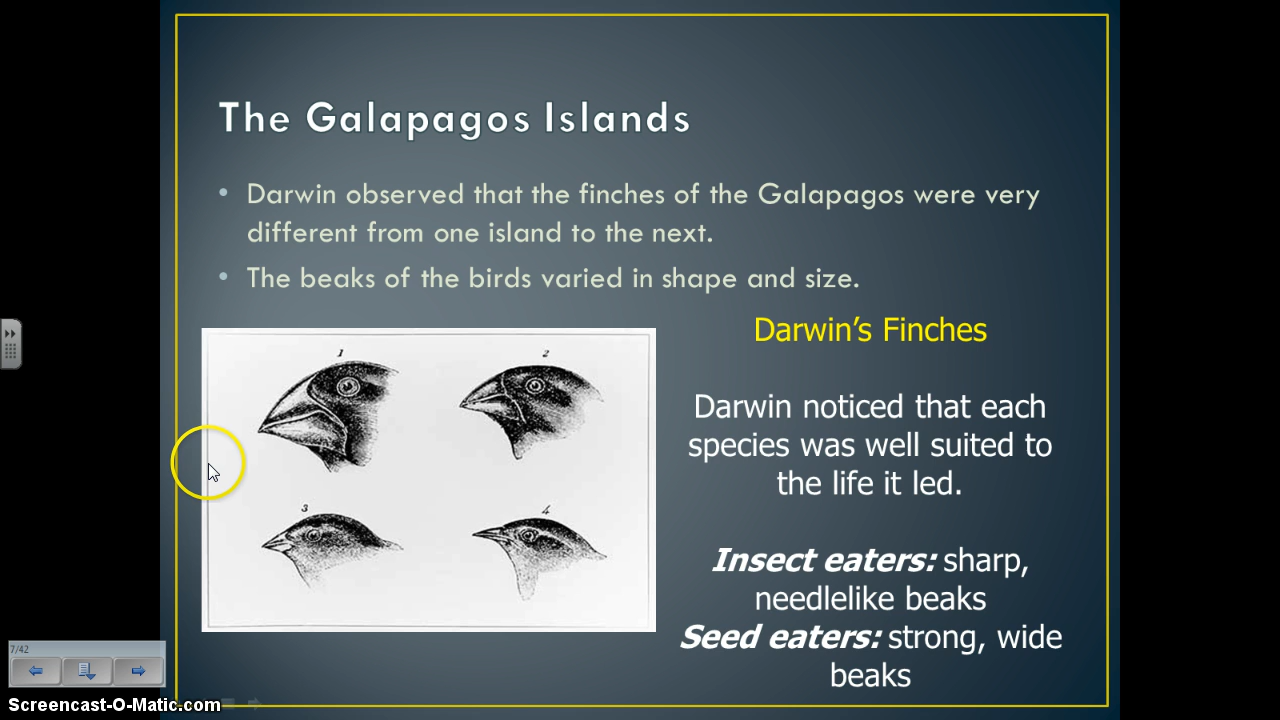 The Galapagos Islands
• Darwin observed that the finches of the Galapagos were very
different from one island to the next.
• The beaks of the birds varied in shape and size.
Darwin’s Finches
Darwin noticed that each
species was well suited to
the life it led.
Insect eaters: sharp,
needlelike beaks
Seed eaters: strong, wide
beaks
1
2
3
4
7/42
Screencast-O-Matic.com